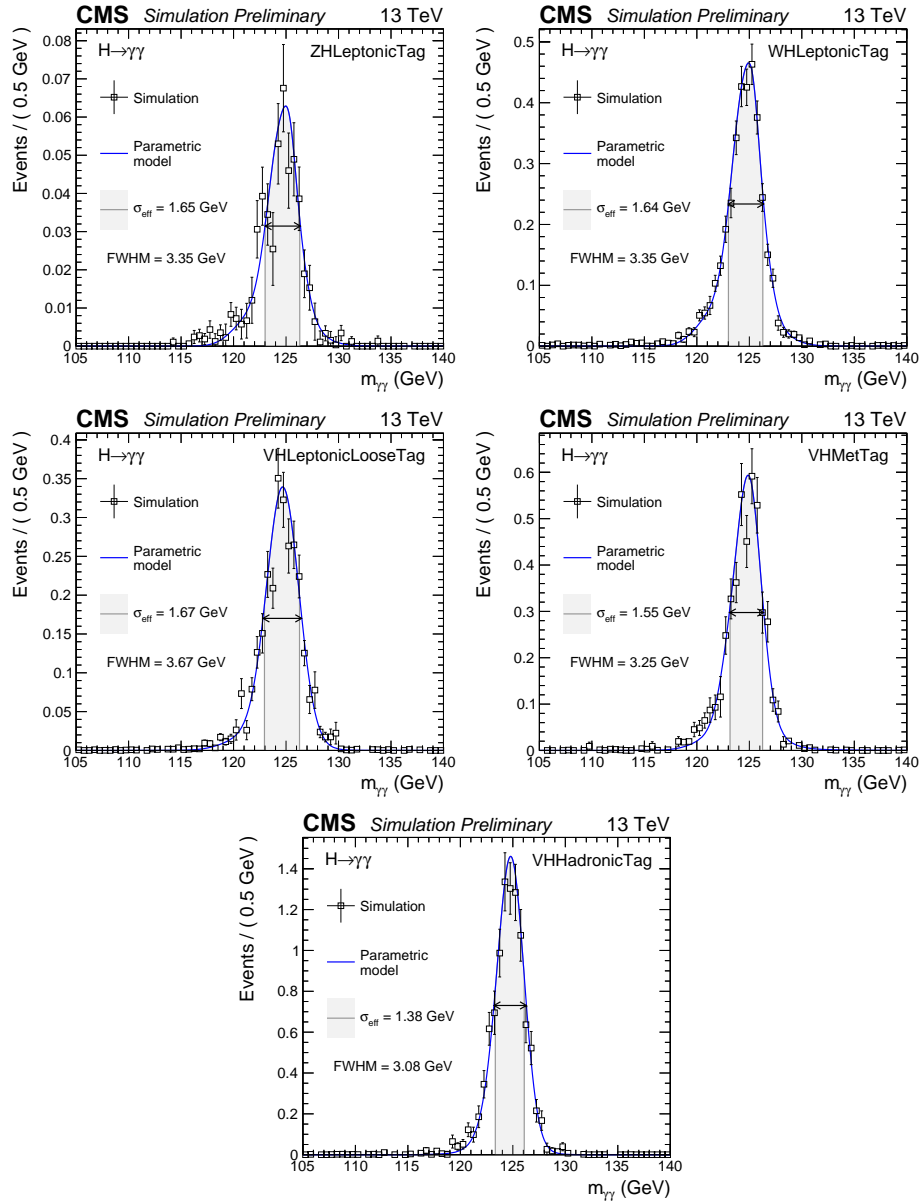 CMS Simulation Preliminary 13 TeV
H→γγ ZHLeptonicTag
Simulation
Parametric
model
σeff = 1.65 GeV
FWHM = 3.35 GeV
Events / ( 0.5 GeV )
0.08
0.07
0.06
0.05
0.04
0.03
0.02
0.01
0
105 110 115 120 125 130 135 140
mγγ (GeV)
CMS Simulation Preliminary 13 TeV
H→γγ WHLeptonicTag
Simulation
Parametric
model
σeff = 1.64 GeV
FWHM = 3.35 GeV
Events / ( 0.5 GeV )
0.5
0.4
0.3
0.2
0.1
0
105 110 115 120 125 130 135 140
mγγ (GeV)
CMS Simulation Preliminary 13 TeV
H→γγ VHLeptonicLooseTag
Simulation
Parametric
model
σeff = 1.67 GeV
FWHM = 3.67 GeV
Events / ( 0.5 GeV )
0.4
0.35
0.3
0.25
0.2
0.15
0.1
0.05
0
105 110 115 120 125 130 135 140
mγγ (GeV)
CMS Simulation Preliminary 13 TeV
H→γγ VHMetTag
Simulation
Parametric
model
σeff = 1.55 GeV
FWHM = 3.25 GeV
Events / ( 0.5 GeV )
0.6
0.5
0.4
0.3
0.2
0.1
0
105 110 115 120 125 130 135 140
mγγ (GeV)
CMS Simulation Preliminary 13 TeV
H→γγ VHHadronicTag
Simulation
Parametric
model
σeff = 1.38 GeV
FWHM = 3.08 GeV
Events / ( 0.5 GeV )
1.4
1.2
1
0.8
0.6
0.4
0.2
0
105 110 115 120 125 130 135 140
mγγ (GeV)